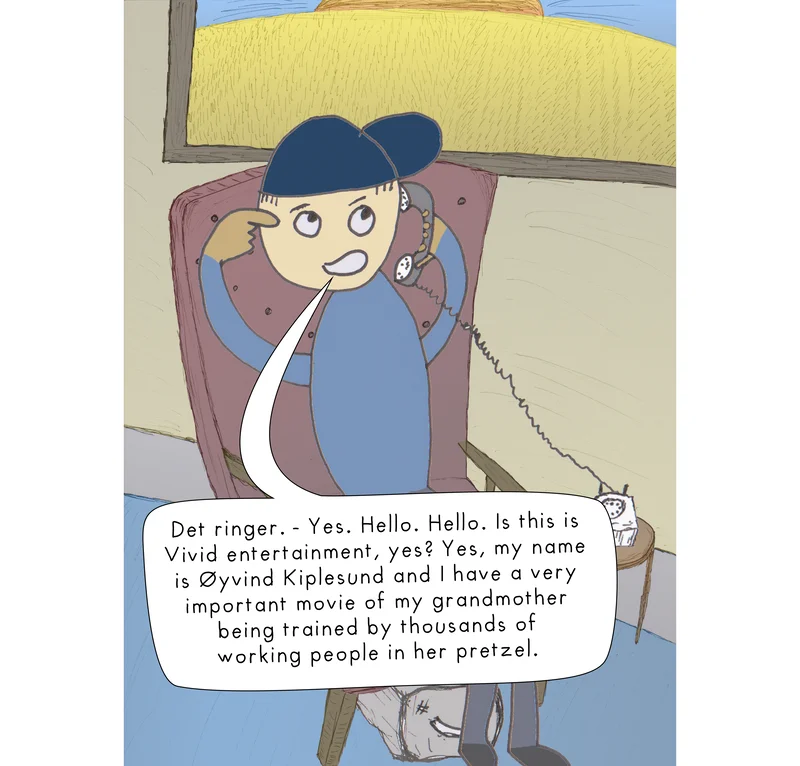 Det ringer. - Yes. Hello. Hello. Is this is
Vivid entertainment, yes? Yes, my name
is Øyvind Kiplesund and I have a very
important movie of my grandmother
being trained by thousands of
working people in her pretzel.
#